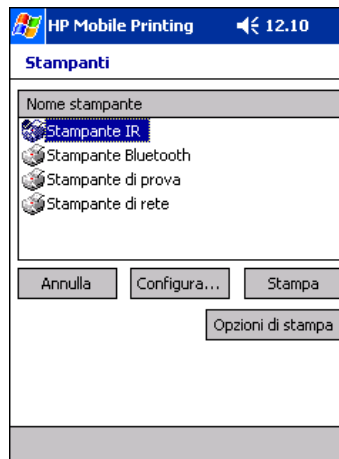 HP Mobile Printing 12.10
Stampanti
Nome stampante
Stampante IR
Stampante Bluetooth
Stampante di prova
Stampante di rete
Annulla Configura... Stampa
Opzioni di stampa